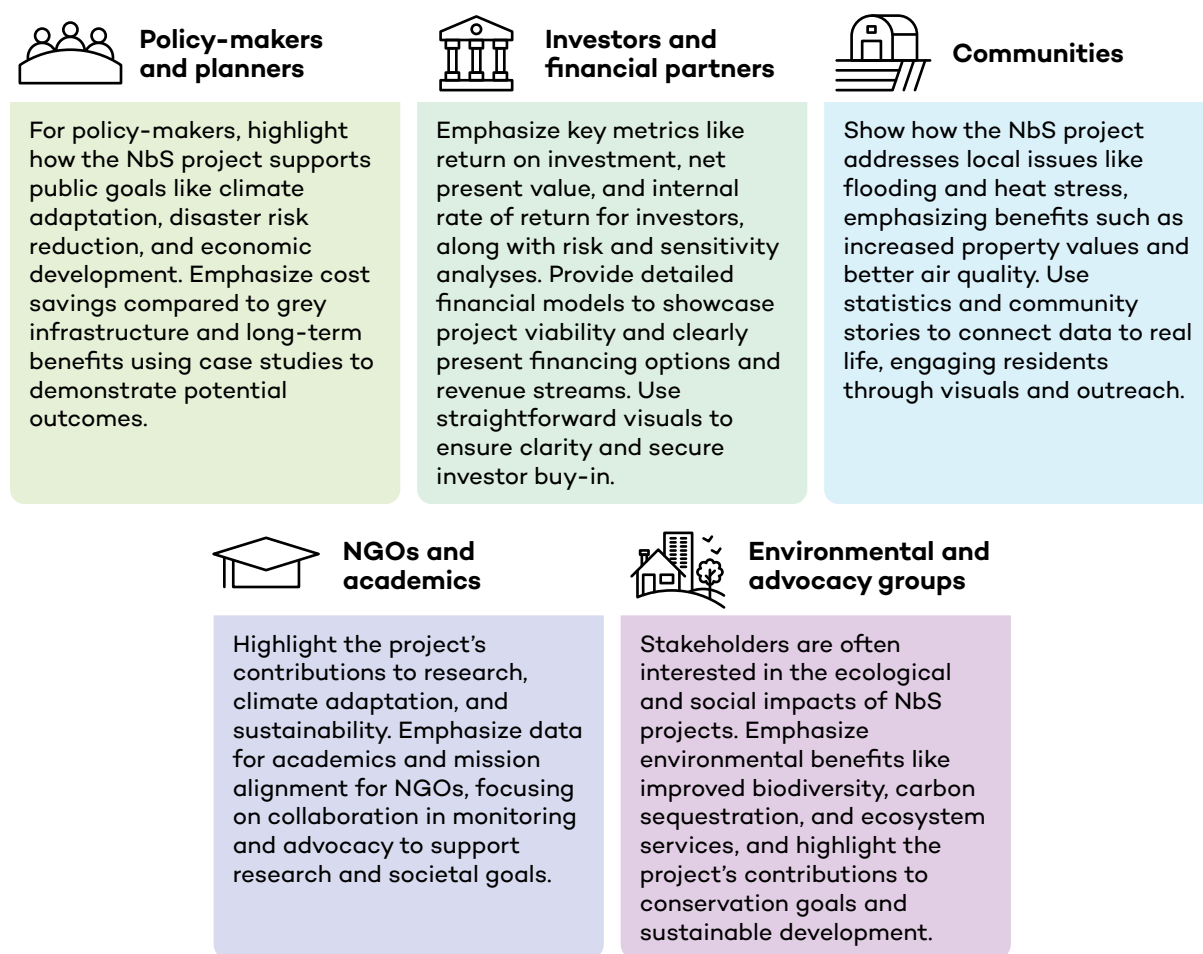 Policy-makers
and planners
For policy-makers, highlight
how the NbS project supports
public goals like climate
adaptation, disaster risk
reduction, and economic
development. Emphasize cost
savings compared to grey
infrastructure and long-term
benefits using case studies to
demonstrate potential
outcomes.
Investors and
financial partners
Emphasize key metrics like
return on investment, net
present value, and internal
rate of return for investors,
along with risk and sensitivity
analyses. Provide detailed
financial models to showcase
project viability and clearly
present financing options and
revenue streams. Use
straightforward visuals to
ensure clarity and secure
investor buy-in.
Communities
Show how the NbS project
addresses local issues like
flooding and heat stress,
emphasizing benefits such as
increased property values and
better air quality. Use
statistics and community
stories to connect data to real
life, engaging residents
through visuals and outreach.
NGOs and
academics
Highlight the project’s
contributions to research,
climate adaptation, and
sustainability. Emphasize data
for academics and mission
alignment for NGOs, focusing
on collaboration in monitoring
and advocacy to support
research and societal goals.
Environmental and
advocacy groups
Stakeholders are often
interested in the ecological
and social impacts of NbS
projects. Emphasize
environmental benefits like
improved biodiversity, carbon
sequestration, and ecosystem
services, and highlight the
project’s contributions to
conservation goals and
sustainable development.